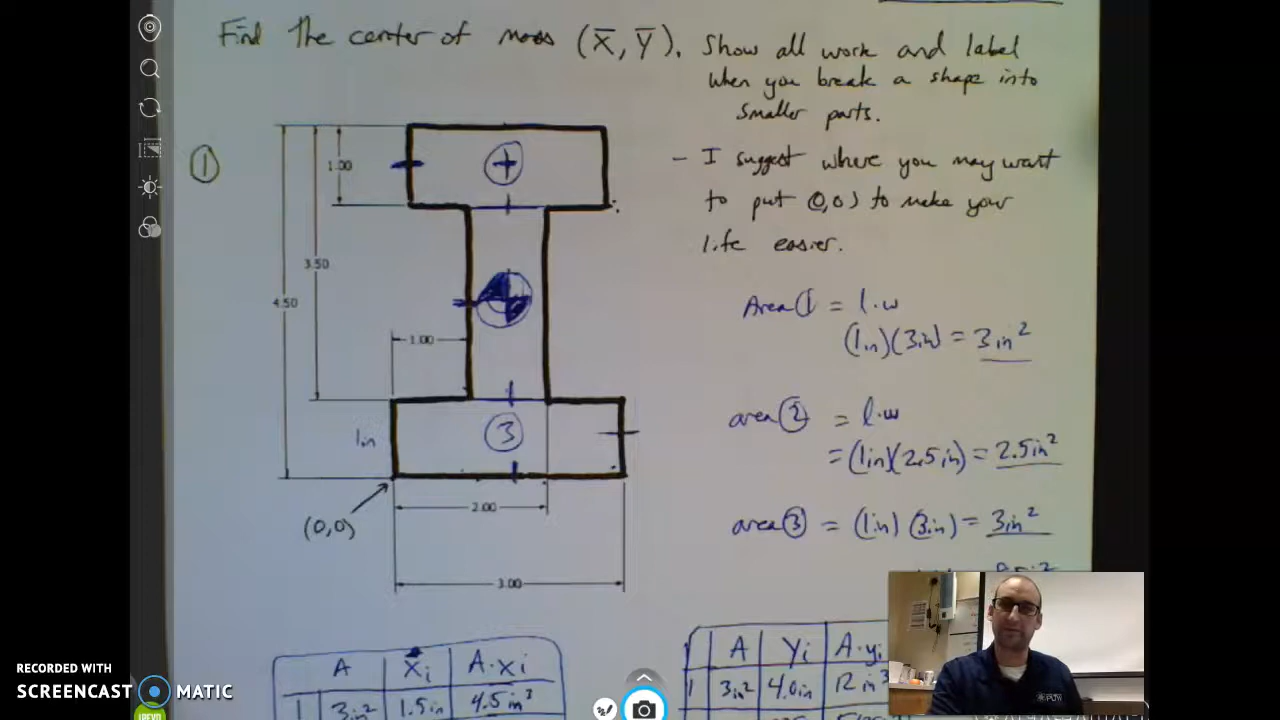 Find the center of mass (X̄, Ȳ). Show all work and label
when you break a shape into
smaller parts.
1
- I suggest where you may want
to put (0,0) to make your
life easier.
1.00
3.50
4.50
1.00
Area 1 = l·w
(1in)(3in) = 3in²
area 2 = l·w
=(1in)(2.5in) = 2.5in²
3
1in
(0,0)
2.00
3.00
area 3 = (1in) (3in) = 3in²
A x̄i A·xi
1 3in² 1.5in 4.5in³
A Yi A·yi
1 3in² 4.0in 12in³
RECORDED WITH
SCREENCAST MATIC